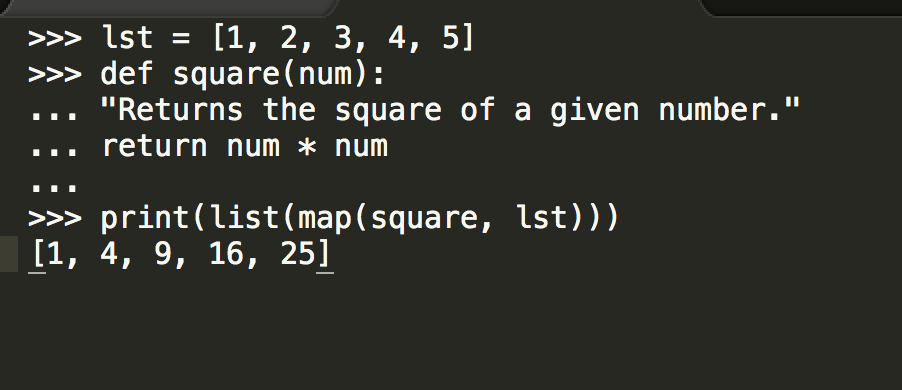 >>> lst = [1, 2, 3, 4, 5]
>>> def square(num):
... "Returns the square of a given number."
... return num * num
...
>>> print(list(map(square, lst)))
[1, 4, 9, 16, 25]